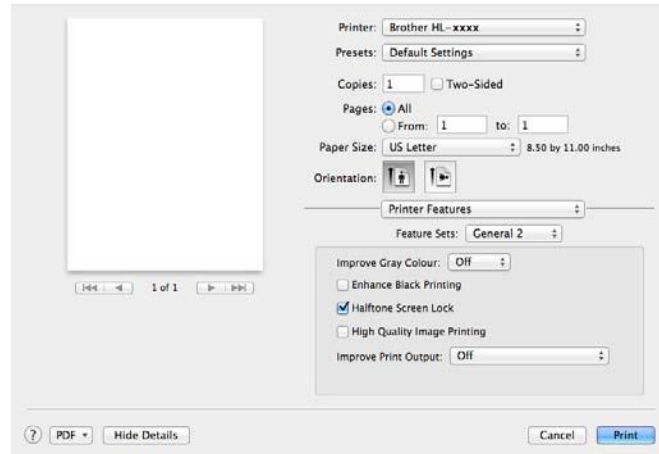 Printer: Brother HL-xxxx
Presets: Default Settings
Copies: 1 Two-Sided
Pages: All
From: 1 to: 1
Paper Size: US Letter 8.50 by 11.00 inches
Orientation:
Printer Features
Feature Sets: General 2
Improve Gray Colour: Off
Enhance Black Printing
Halftone Screen Lock
High Quality Image Printing
Improve Print Output: Off
1 of 1
? PDF Hide Details Cancel Print